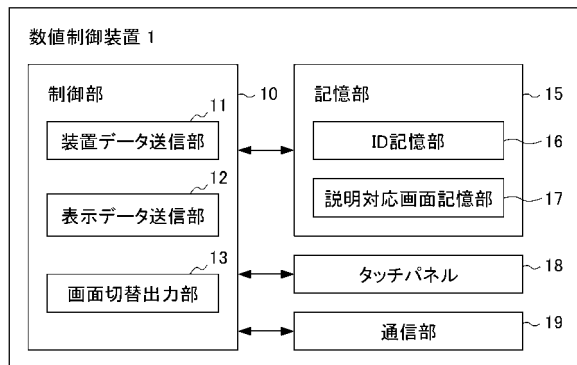 数値制御装置 1
制御部
10
11
装置データ送信部
12
表示データ送信部
13
画面切替出力部
記憶部
15
ID記憶部
16
説明対応画面記憶部
17
タッチパネル
18
通信部
19